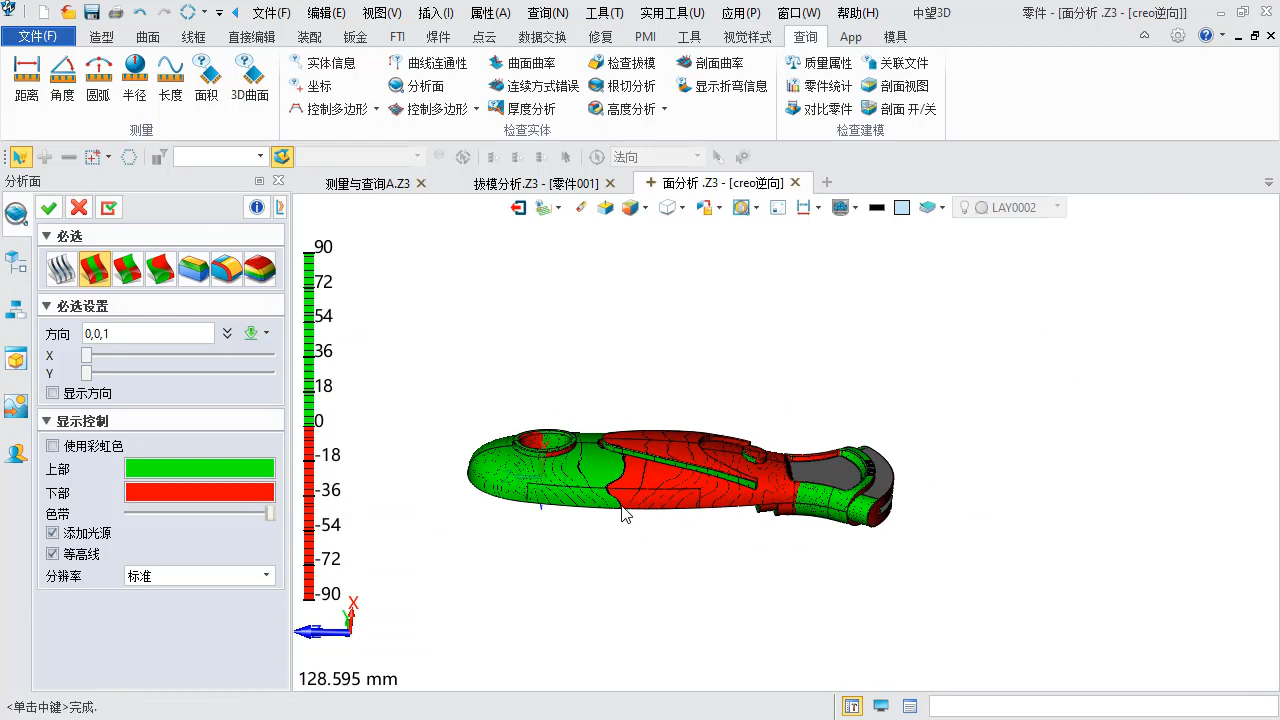 文件(F) 编辑(E) 视图(V) 插入( 属性(A) 查询(N) 工具(T) 实用工具(U) 应用(P) 窗口(W) 帮助(H) 中望3D 零件 - [面分析 .Z3 - [creo逆向]]
文件(F) 造型 曲面 线框 直接编辑 装配 钣金 FTI 焊件 点云 数据交换 修复 PMI 工具 视觉样式 查询 App 模具
实体信息 曲线连通性 曲面曲率 检查拔模 剖面曲率 质量属性 关联文件
坐标 分析面 连续方式错误 根切分析 显示折弯信息 零件统计 剖面视图
距离 角度 圆弧 半径 长度 面积 3D曲面
控制多边形 控制多边形 厚度分析 高度分析 对比零件 剖面 开/关
测量 检查实体 检查建模
法向
分析面
测量与查询A.Z3 拔模分析.Z3 - [零件001] 面分析 .Z3 - [creo逆向]
LAY0002
必选
必选设置
方向 0,0,1
X
Y
显示方向
显示控制
使用彩虹色
上部
下部
色带
添加光源
等高线
分辨率 标准
90
72
54
36
18
0
-18
-36
-54
-72
-90
X
Y
Z
128.595 mm
<单击中键>完成.